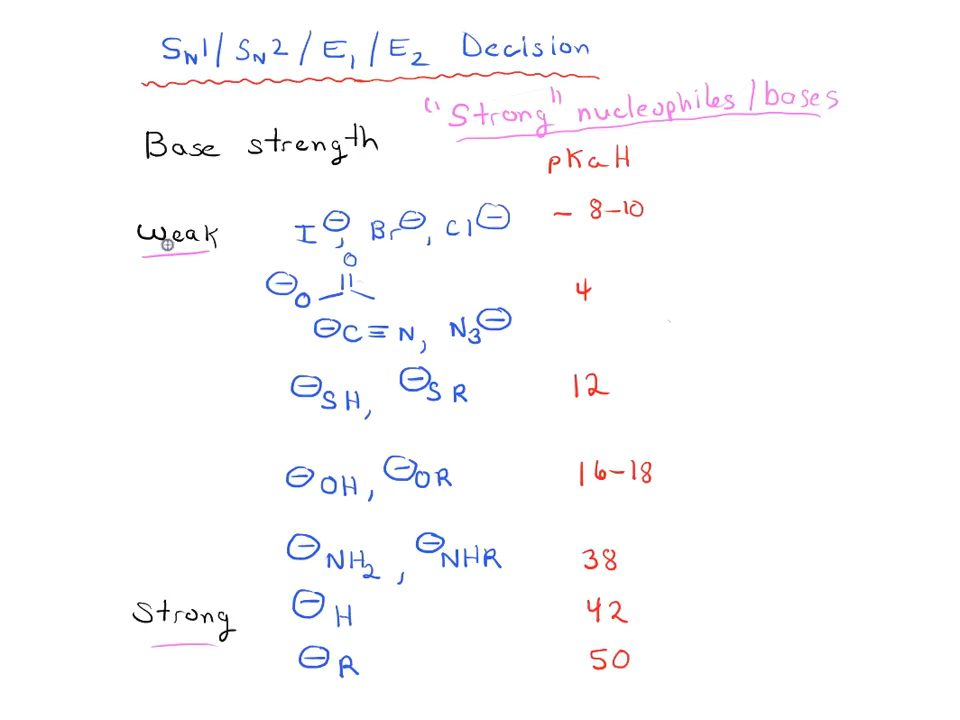 SN1 / SN2 / E1 / E2 Decision
"Strong" nucleophiles / bases
Base strength
pKaH
Weak
I⊖, Br⊖, Cl⊖
- 8-10
O
⊖O
4
⊖C≡N, N3⊖
⊖SH, ⊖SR
12
⊖OH, ⊖OR
16-18
⊖NH2, ⊖NHR
38
Strong
⊖H
42
⊖R
50